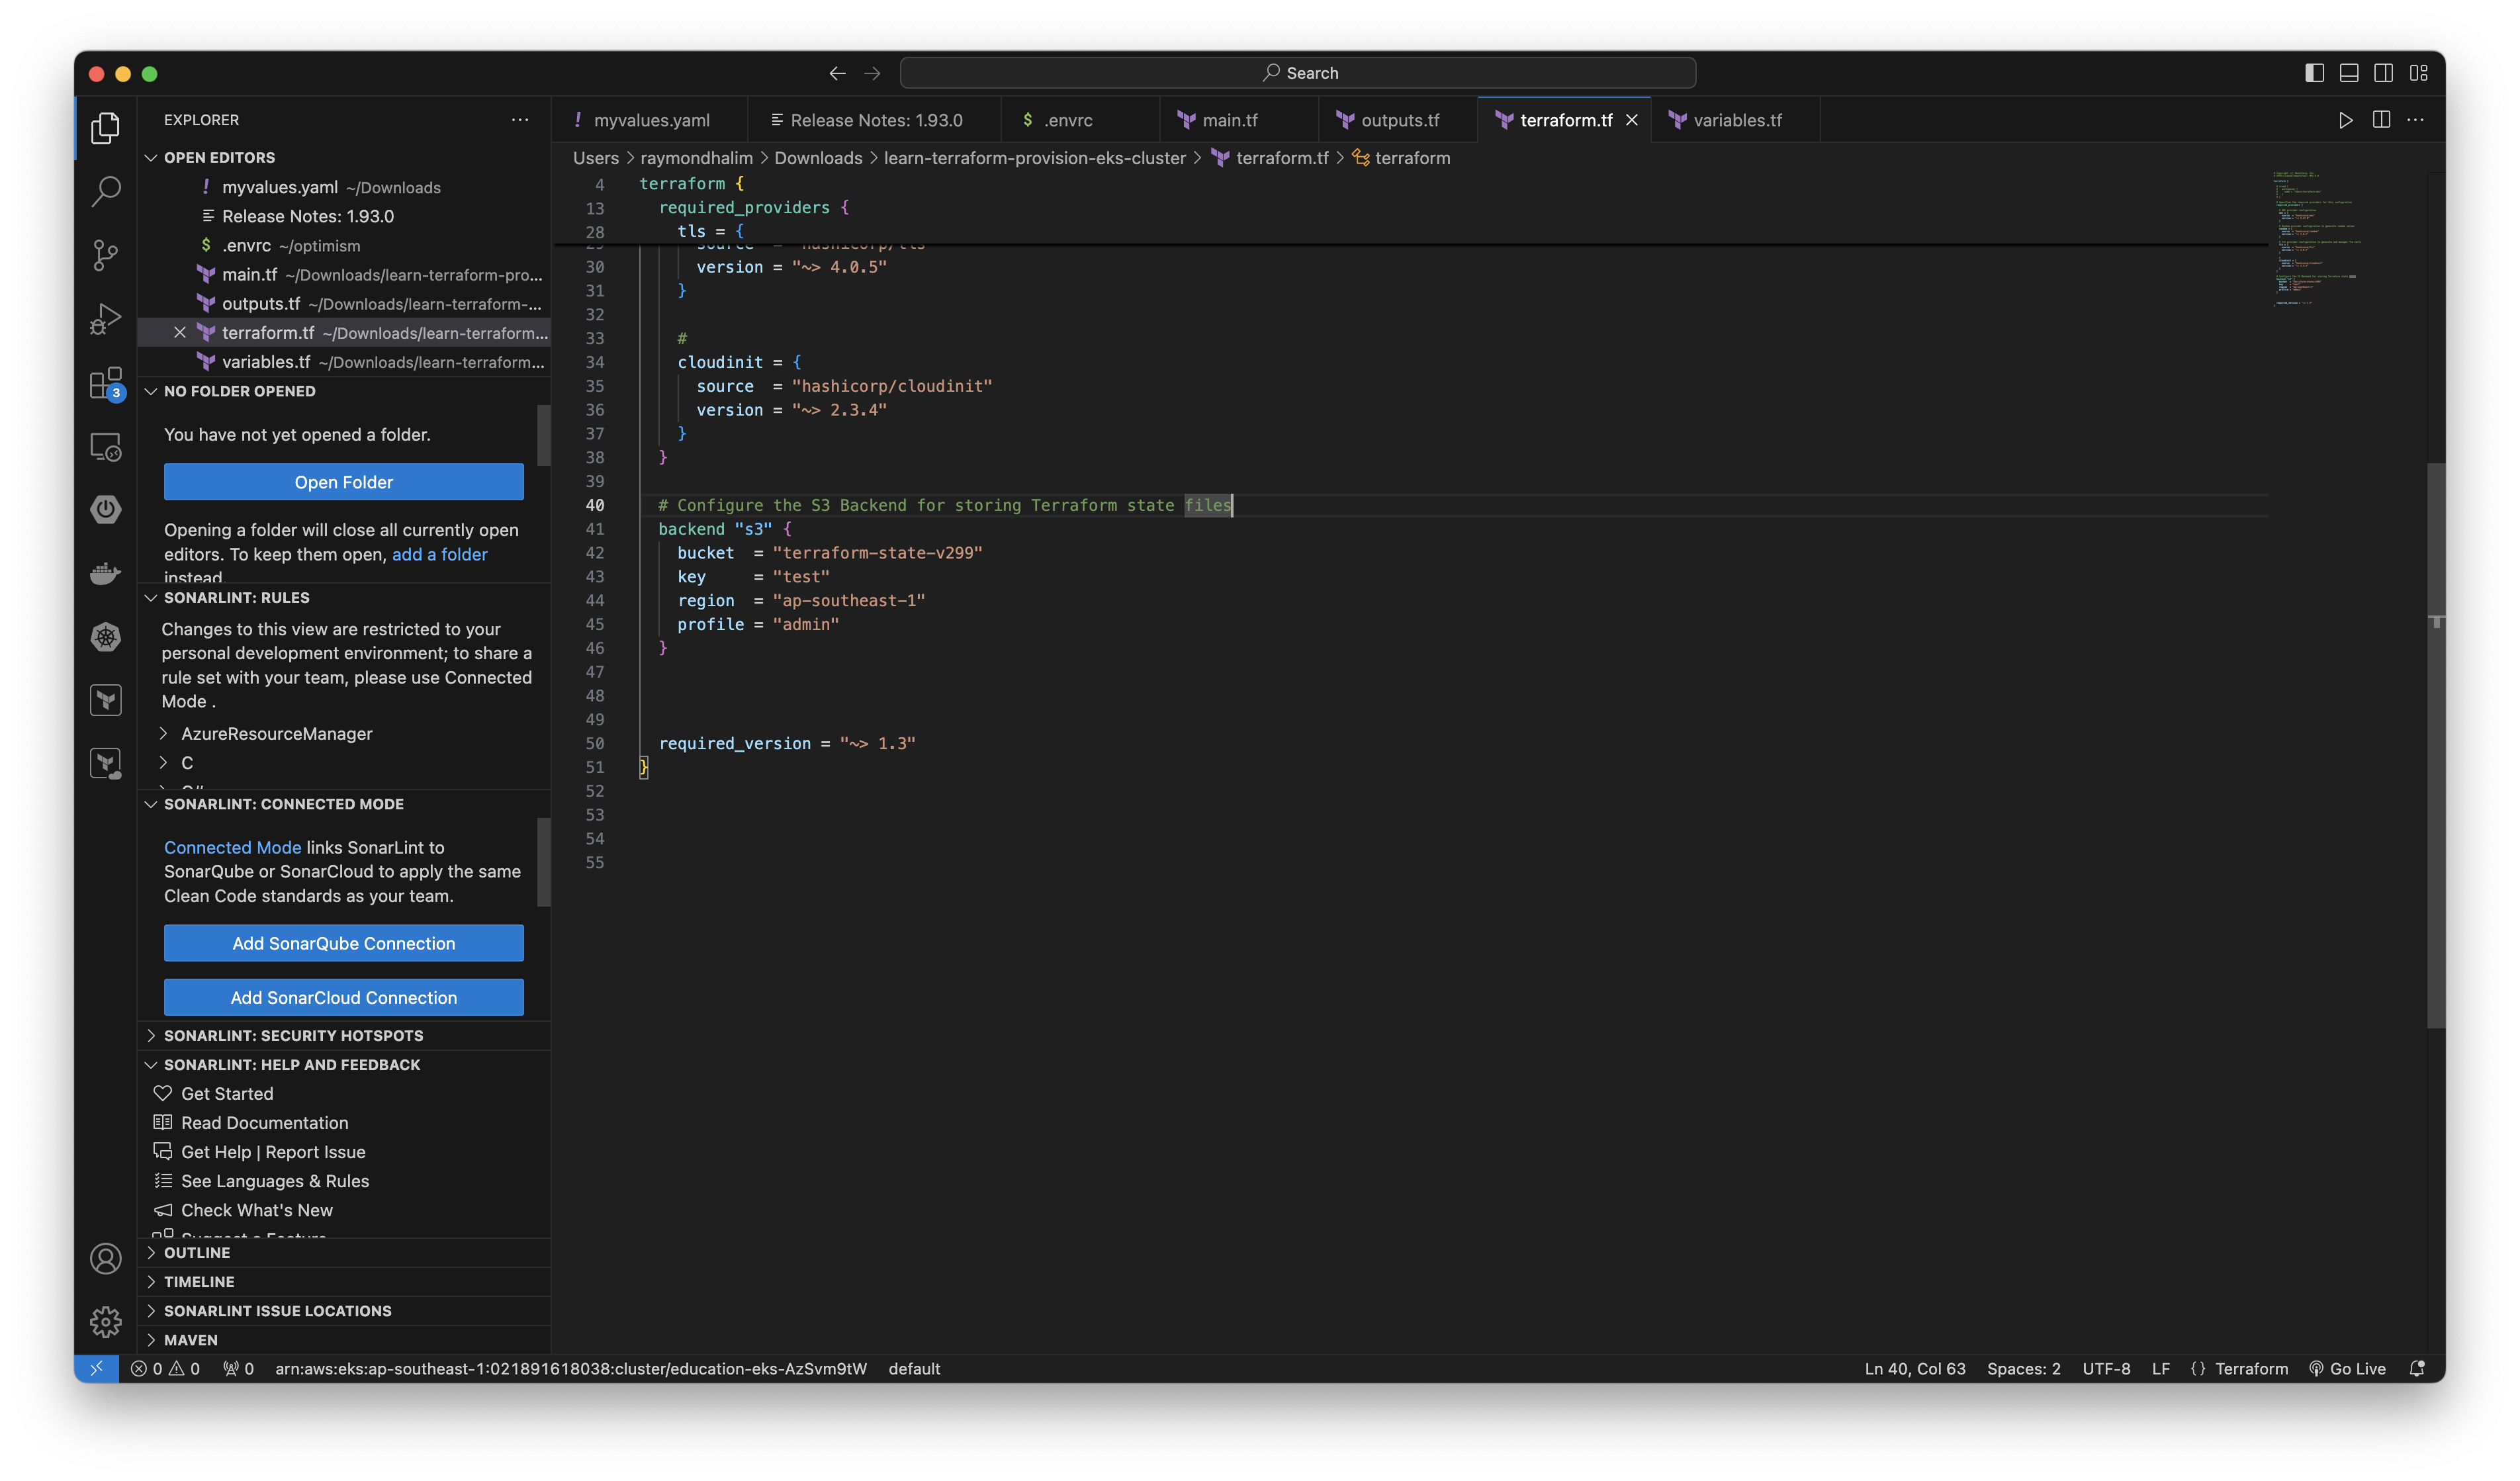 Search
EXPLORER
OPEN EDITORS
! myvalues.yaml ~/Downloads
Release Notes: 1.93.0
$ .envrc ~/optimism
main.tf ~/Downloads/learn-terraform-pro...
outputs.tf ~/Downloads/learn-terraform-...
terraform.tf ~/Downloads/learn-terraform...
variables.tf ~/Downloads/learn-terraform...
3
NO FOLDER OPENED
You have not yet opened a folder.
Open Folder
Opening a folder will close all currently open
editors. To keep them open, add a folder
instead.
SONARLINT: RULES
Changes to this view are restricted to your
personal development environment; to share a
rule set with your team, please use Connected
Mode .
AzureResourceManager
C
C#
SONARLINT: CONNECTED MODE
Connected Mode links SonarLint to
SonarQube or SonarCloud to apply the same
Clean Code standards as your team.
Add SonarQube Connection
Add SonarCloud Connection
SONARLINT: SECURITY HOTSPOTS
SONARLINT: HELP AND FEEDBACK
Get Started
Read Documentation
Get Help | Report Issue
See Languages & Rules
Check What's New
Suggest a Feature
OUTLINE
TIMELINE
SONARLINT ISSUE LOCATIONS
MAVEN
! myvalues.yaml Release Notes: 1.93.0 $ .envrc main.tf outputs.tf terraform.tf variables.tf
Users > raymondhalim > Downloads > learn-terraform-provision-eks-cluster > terraform.tf > terraform
4 terraform {
13 required_providers {
28 tls = {
29 source = "hashicorp/tls"
30 version = "~> 4.0.5"
31 }
32
33 #
34 cloudinit = {
35 source = "hashicorp/cloudinit"
36 version = "~> 2.3.4"
37 }
38 }
39
40 # Configure the S3 Backend for storing Terraform state files
41 backend "s3" {
42 bucket = "terraform-state-v299"
43 key = "test"
44 region = "ap-southeast-1"
45 profile = "admin"
46 }
47
48
49
50 required_version = "~> 1.3"
51 }
52
53
54
55
0 0 0 arn:aws:eks:ap-southeast-1:021891618038:cluster/education-eks-AzSvm9tW default Ln 40, Col 63 Spaces: 2 UTF-8 LF {} Terraform Go Live